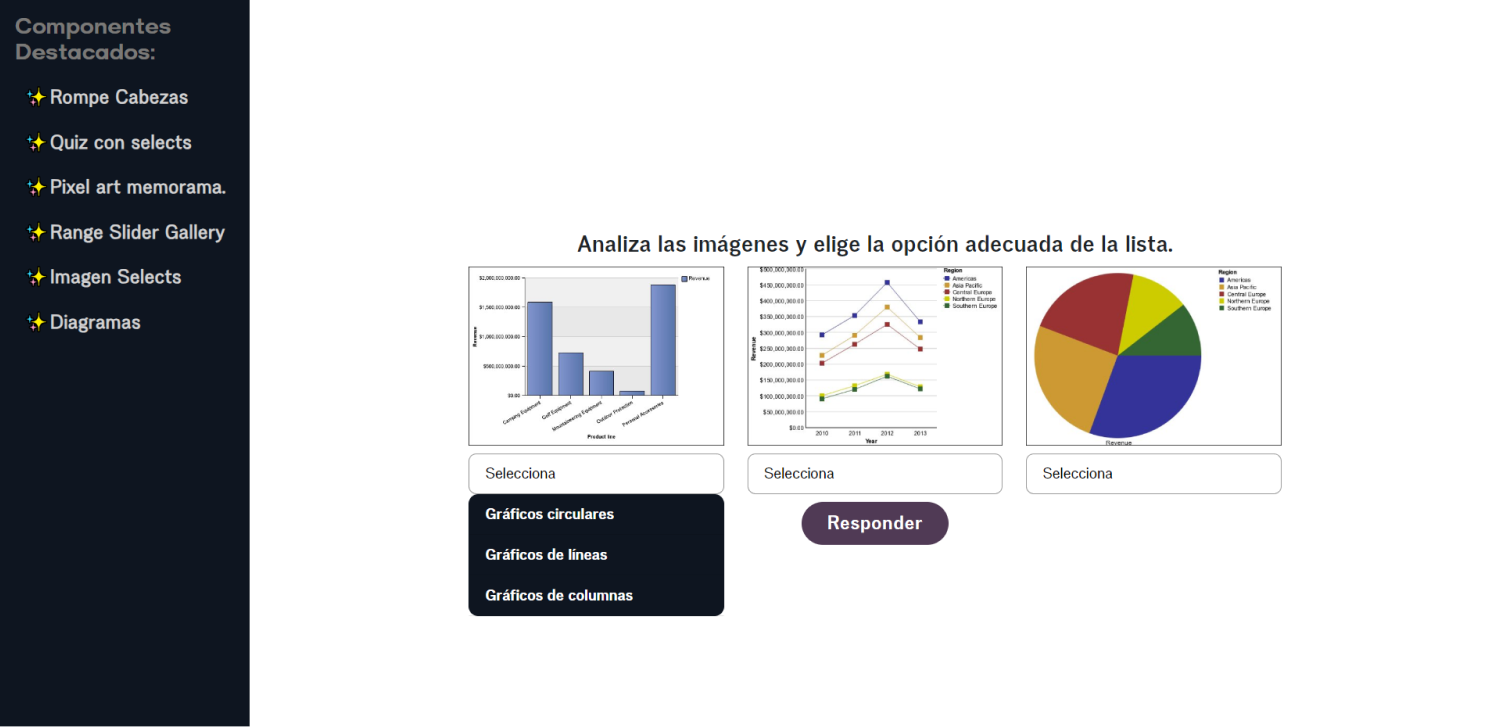 Componentes
Destacados:
✨Rompe Cabezas
✨Quiz con selects
✨Pixel art memorama.
✨Range Slider Gallery
✨Imagen Selects
✨Diagramas
Analiza las imágenes y elige la opción adecuada de la lista.
$2,000,000,000.00
$1,500,000,000.00
$1,000,000,000.00
$500,000,000.00
$0.00
Revenue
Camping Equipment
Golf Equipment
Mountaineering Equipment
Outdoor Protection
Personal Accessories
Product line
Revenue
$500,000,000.00
$450,000,000.00
$400,000,000.00
$350,000,000.00
$300,000,000.00
$250,000,000.00
$200,000,000.00
$150,000,000.00
$100,000,000.00
$50,000,000.00
$0.00
Revenue
2010 2011 2012 2013
Year
Region
Americas
Asia Pacific
Central Europe
Northern Europe
Southern Europe
Region
Americas
Asia Pacific
Central Europe
Northern Europe
Southern Europe
Revenue
Selecciona
Selecciona
Selecciona
Gráficos circulares
Gráficos de líneas
Gráficos de columnas
Responder